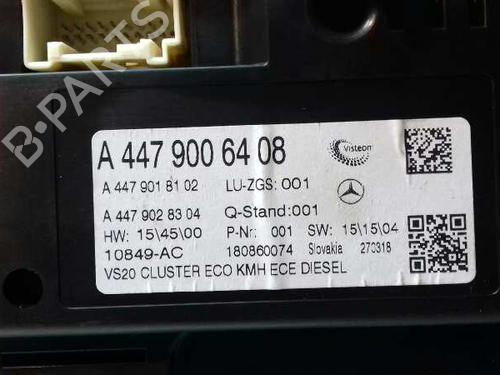 B-PARTS
A 447 900 64 08
Visteon
A 447 901 81 02 LU-ZGS: 001
A 447 902 83 04 Q-Stand:001
HW: 15\45\00 P-Nr: 001 SW: 15\15\04
10849-AC 180860074 Slovakia 270318
VS20 CLUSTER ECO KMH ECE DIESEL